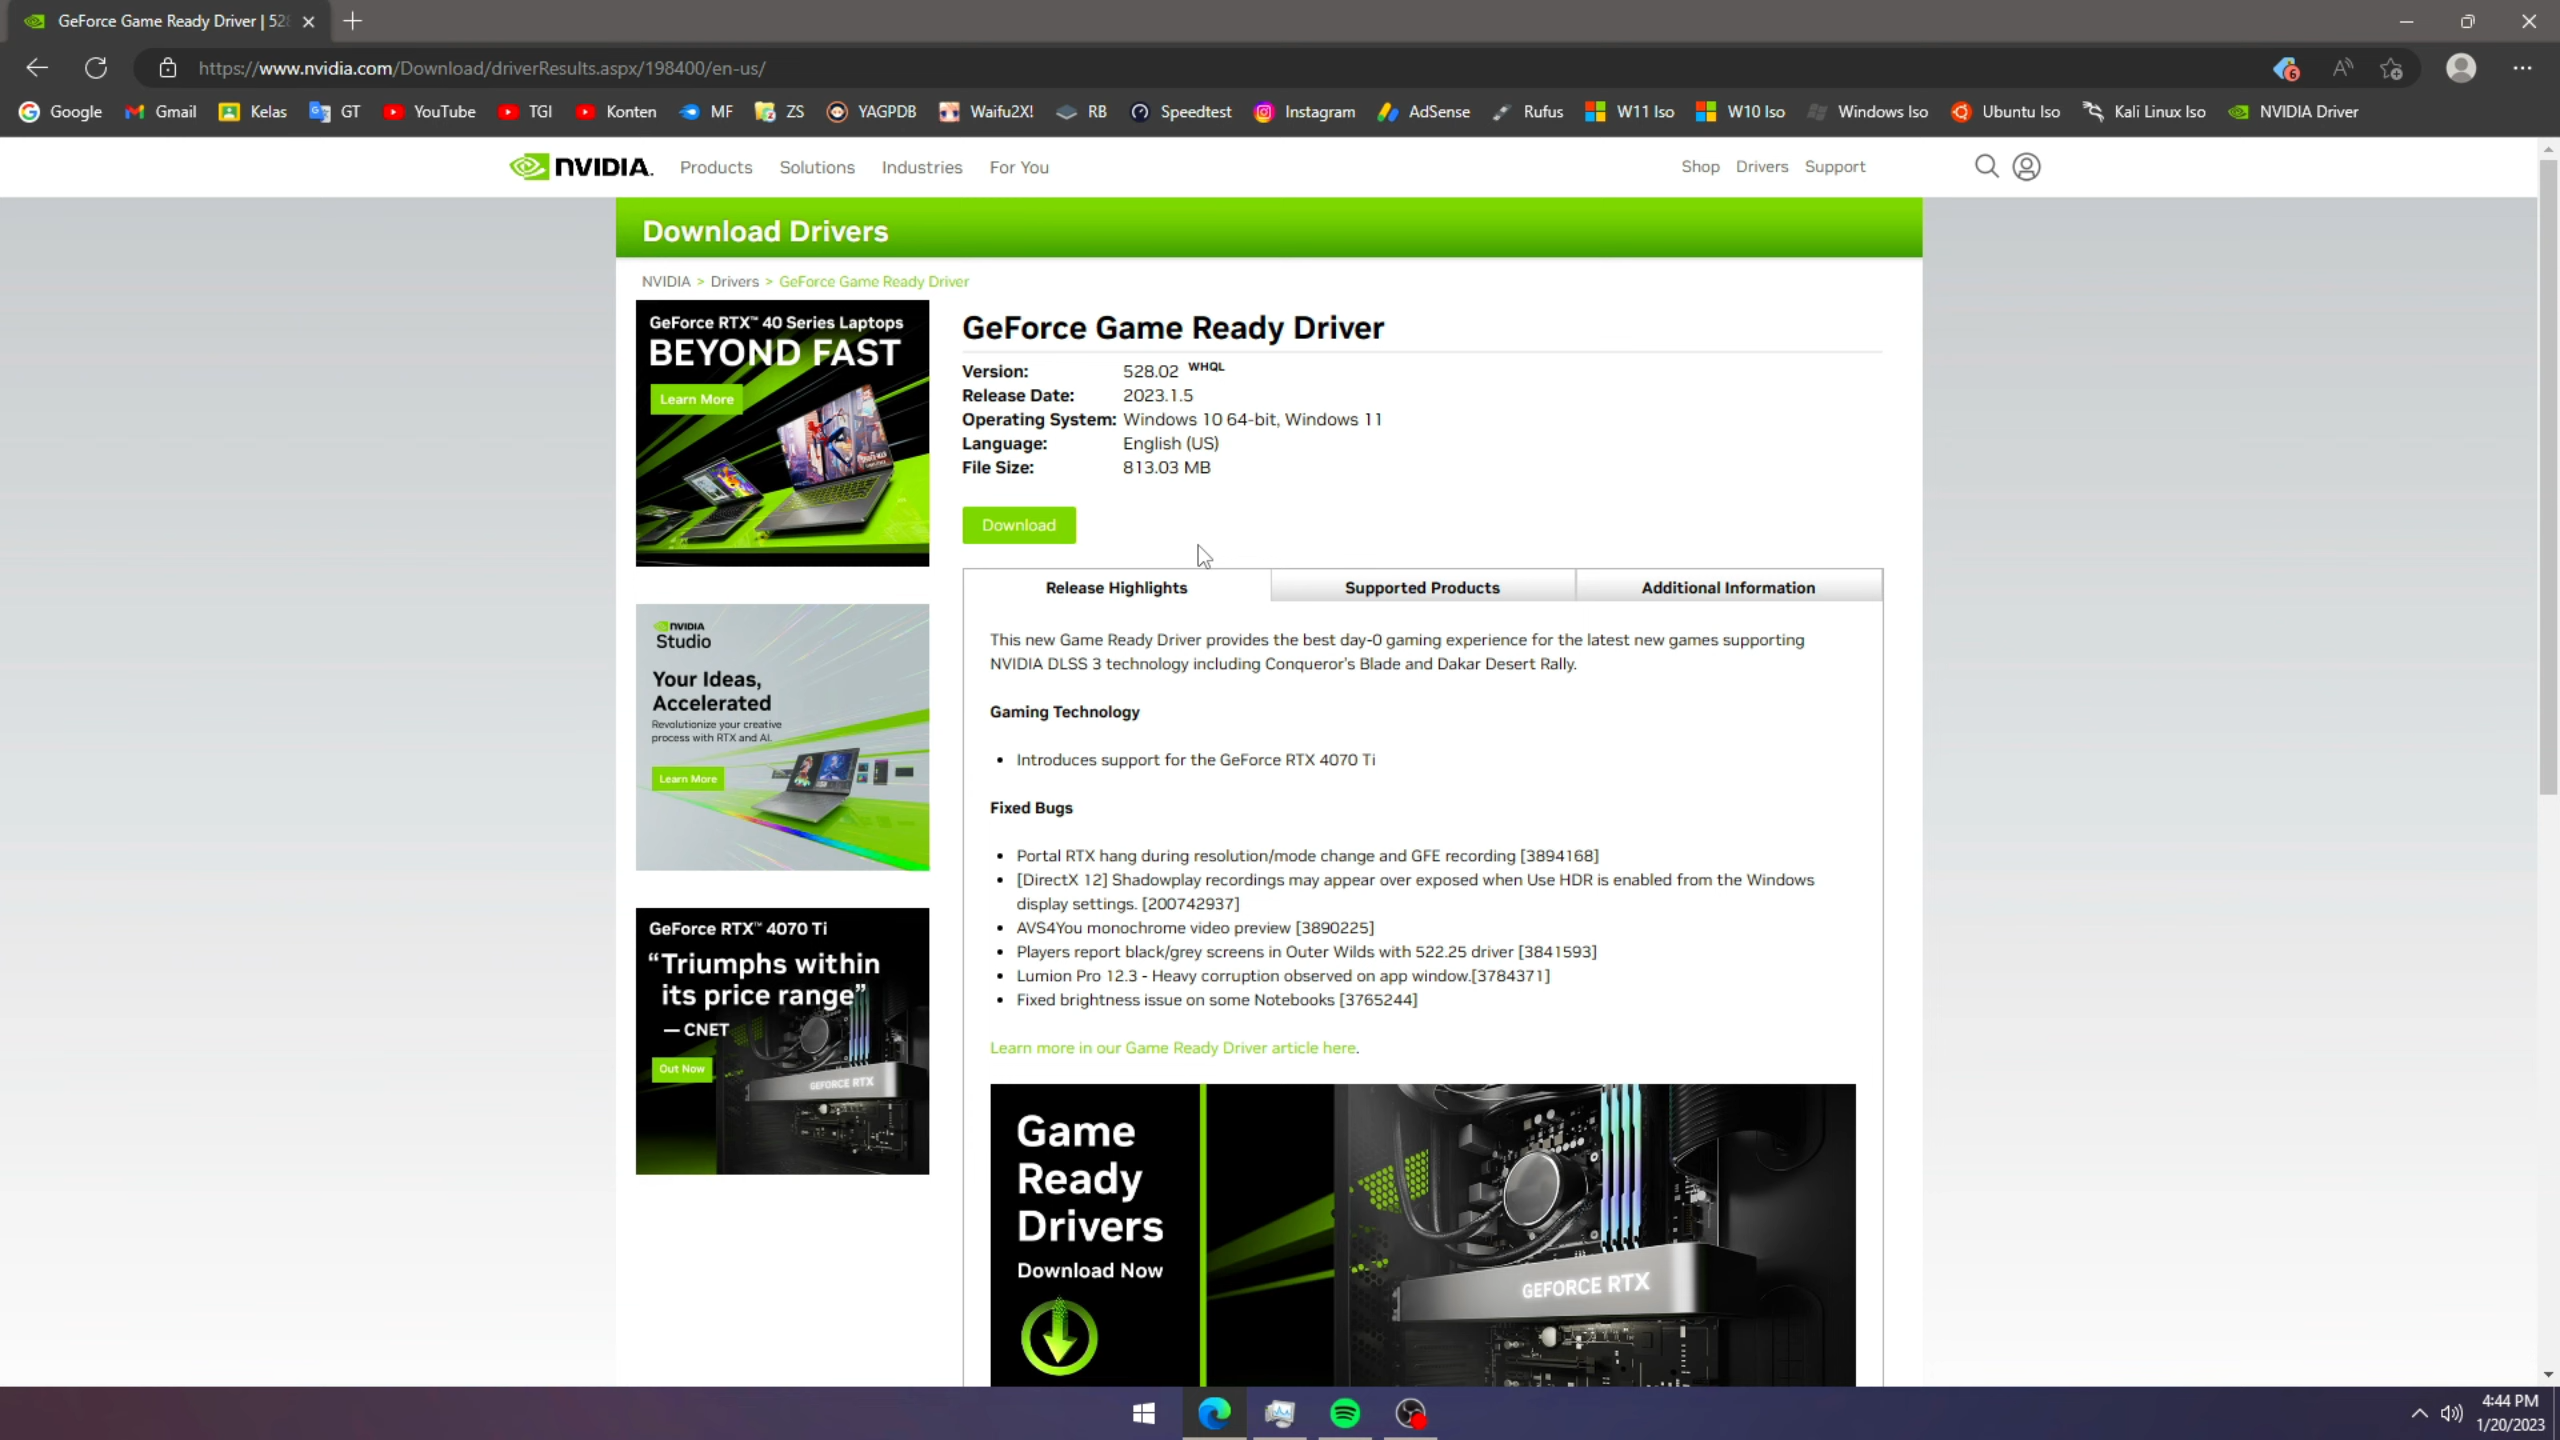 GeForce Game Ready Driver | 528
https://www.nvidia.com/Download/driverResults.aspx/198400/en-us/
6
Google Gmail Kelas GT YouTube TGI Konten MF ZS YAGPDB Waifu2X! RB Speedtest Instagram AdSense Rufus W11 Iso W10 Iso Windows Iso Ubuntu Iso Kali Linux Iso NVIDIA Driver
NVIDIA. Products Solutions Industries For You Shop Drivers Support
Download Drivers
NVIDIA > Drivers > GeForce Game Ready Driver
GeForce RTX™ 40 Series Laptops
BEYOND FAST
Learn More
NVIDIA
Studio
Your Ideas,
Accelerated
Revolutionize your creative
process with RTX and AI.
Learn More
GeForce RTX™ 4070 Ti
“Triumphs within
its price range”
— CNET
Out Now
GEFORCE RTX
GeForce Game Ready Driver
Version: 528.02 WHQL
Release Date: 2023.1.5
Operating System: Windows 10 64-bit, Windows 11
Language: English (US)
File Size: 813.03 MB
Download
Release Highlights Supported Products Additional Information
This new Game Ready Driver provides the best day-0 gaming experience for the latest new games supporting
NVIDIA DLSS 3 technology including Conqueror's Blade and Dakar Desert Rally.
Gaming Technology
• Introduces support for the GeForce RTX 4070 Ti
Fixed Bugs
• Portal RTX hang during resolution/mode change and GFE recording [3894168]
• [DirectX 12] Shadowplay recordings may appear over exposed when Use HDR is enabled from the Windows
display settings. [200742937]
• AVS4You monochrome video preview [3890225]
• Players report black/grey screens in Outer Wilds with 522.25 driver [3841593]
• Lumion Pro 12.3 - Heavy corruption observed on app window.[3784371]
• Fixed brightness issue on some Notebooks [3765244]
Learn more in our Game Ready Driver article here.
Game
Ready
Drivers
Download Now
GEFORCE RTX
4:44 PM
1/20/2023